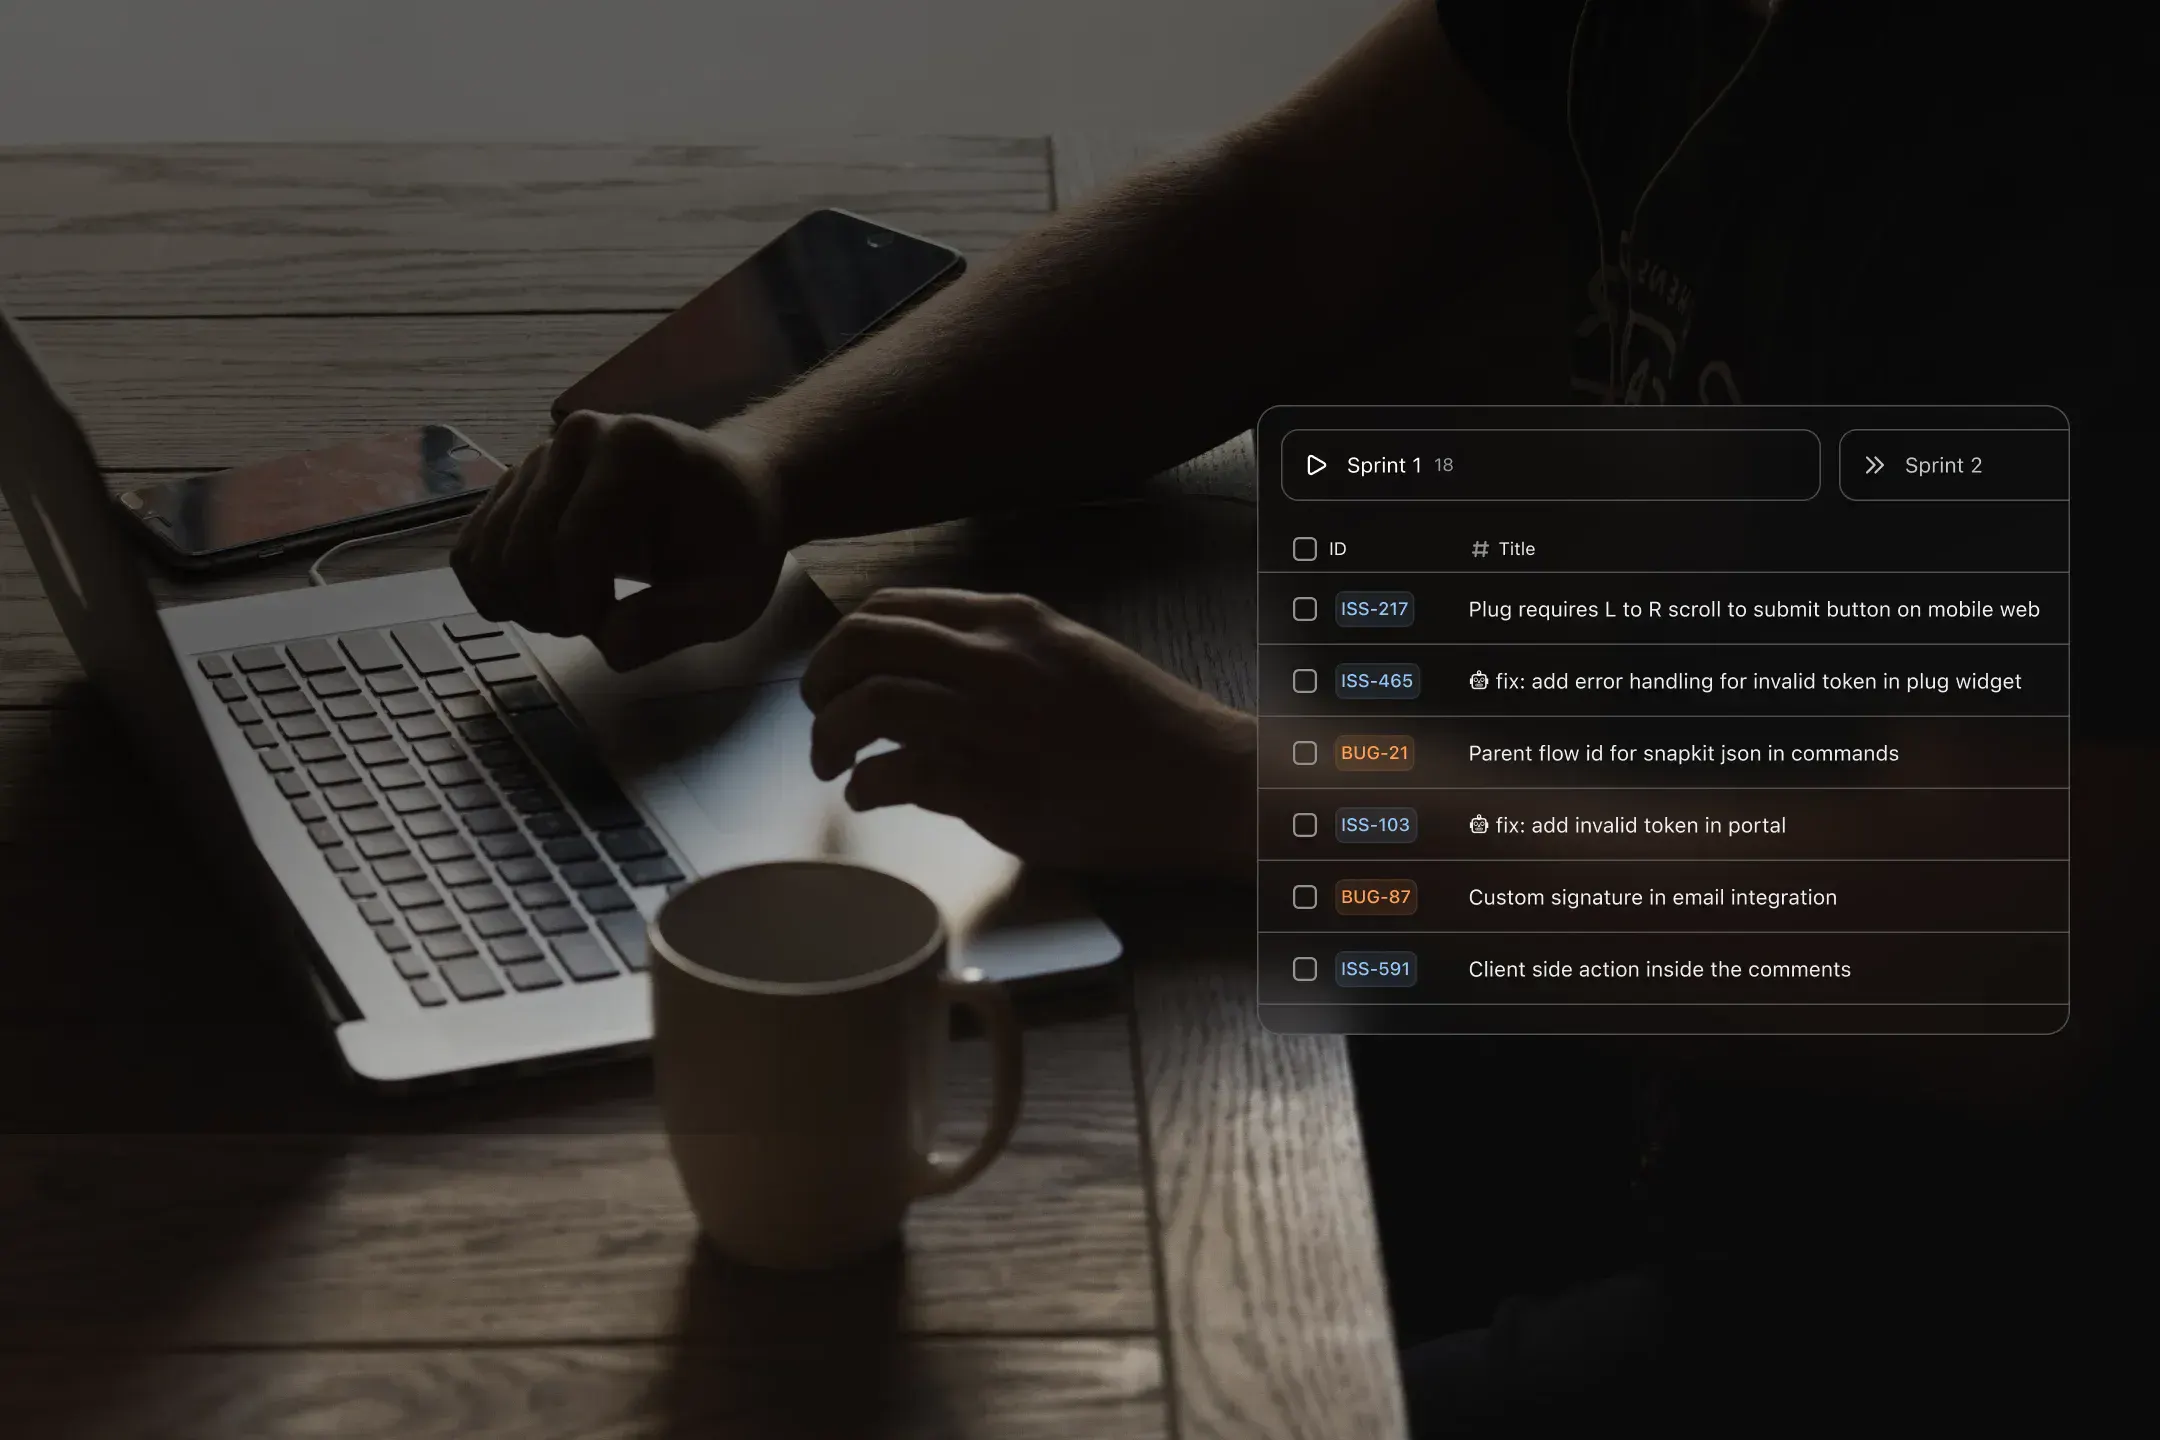 Sprint 1 18
Sprint 2
ID # Title
ISS-217 Plug requires L to R scroll to submit button on mobile web
ISS-465 fix: add error handling for invalid token in plug widget
BUG-21 Parent flow id for snapkit json in commands
ISS-103 fix: add invalid token in portal
BUG-87 Custom signature in email integration
ISS-591 Client side action inside the comments